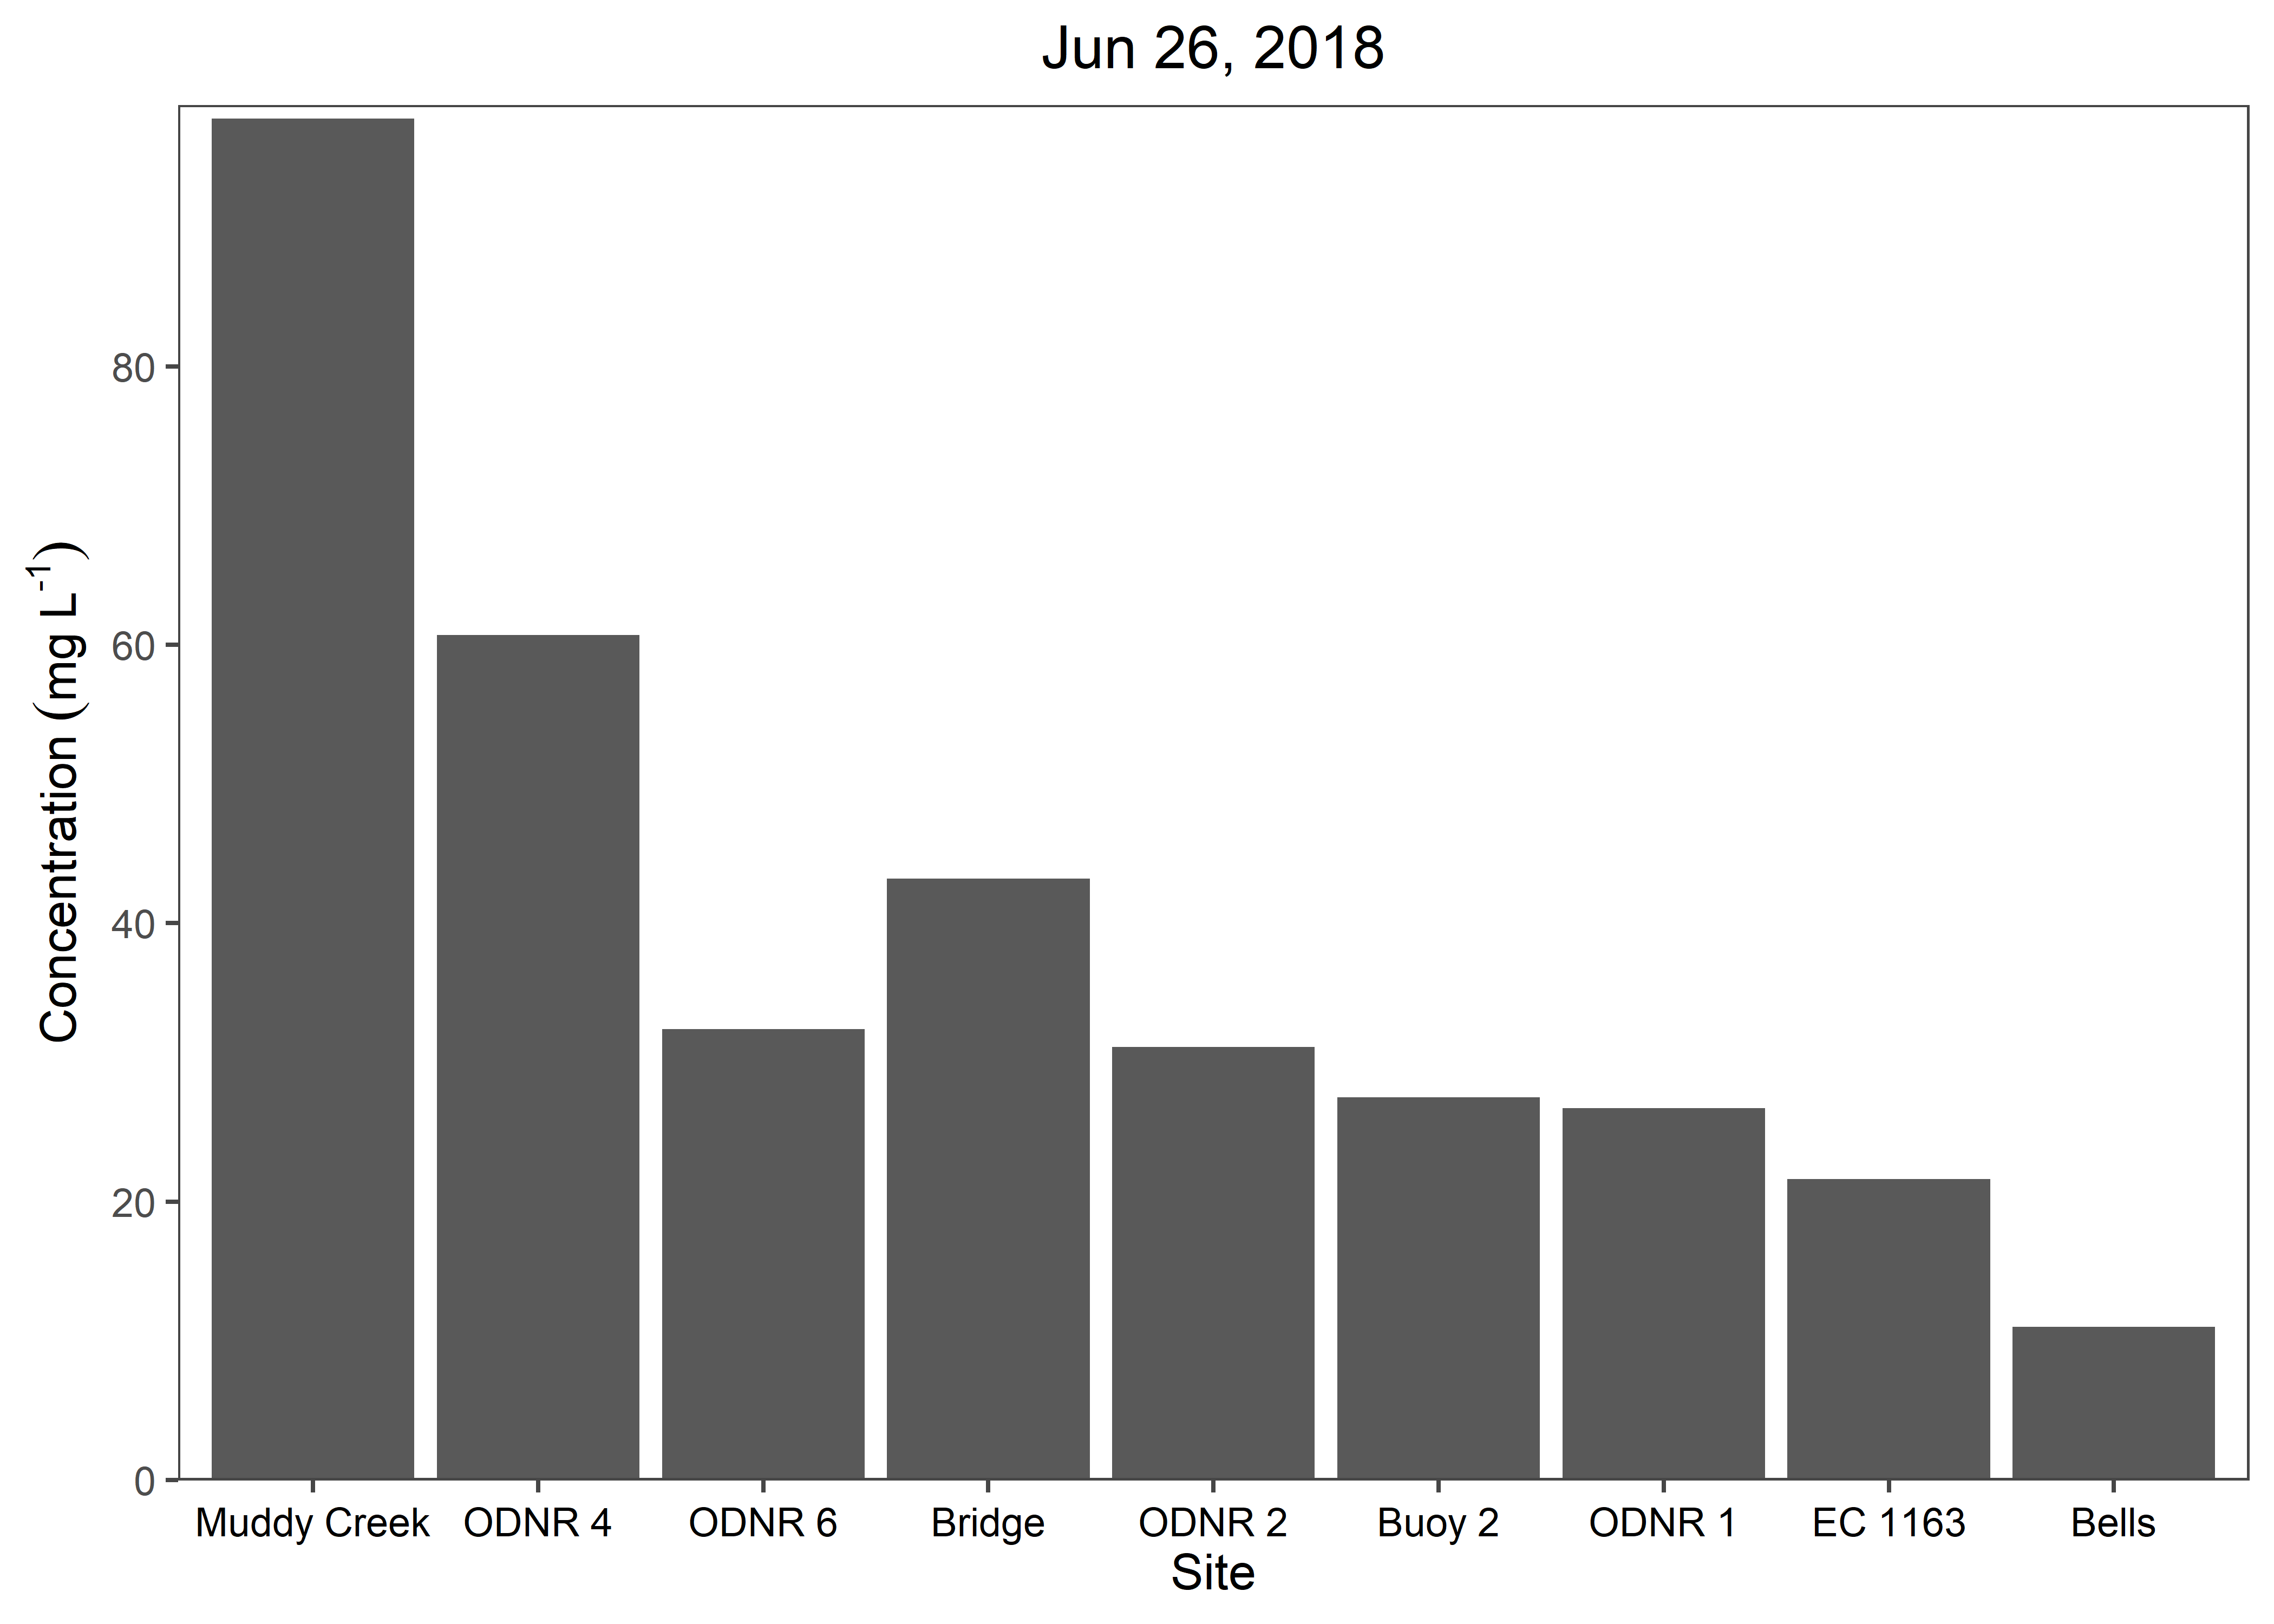 Jun 26, 2018
Concentration (mg L⁻¹)
80
60
40
20
0
Muddy Creek ODNR 4 ODNR 6 Bridge ODNR 2 Buoy 2 ODNR 1 EC 1163 Bells
Site